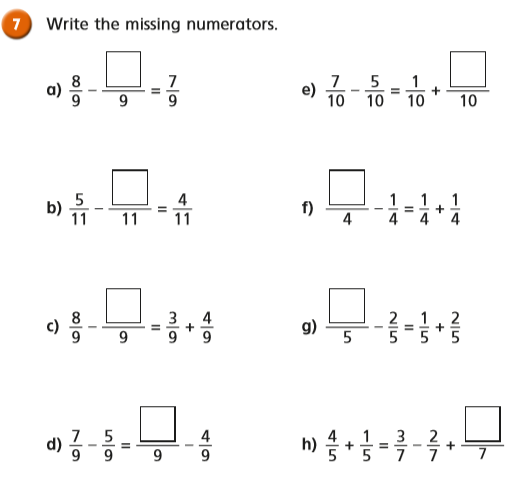 7 Write the missing numerators.
a) 8/9 - □/9 = 7/9
b) 5/11 - □/11 = 4/11
c) 8/9 - □/9 = 3/9 + 4/9
d) 7/9 - 5/9 = □/9 - 4/9
e) 7/10 - 5/10 = 1/10 + □/10
f) □/4 - 1/4 = 1/4 + 1/4
g) □/5 - 2/5 = 1/5 + 2/5
h) 4/5 + 1/5 = 3/7 - 2/7 + □/7